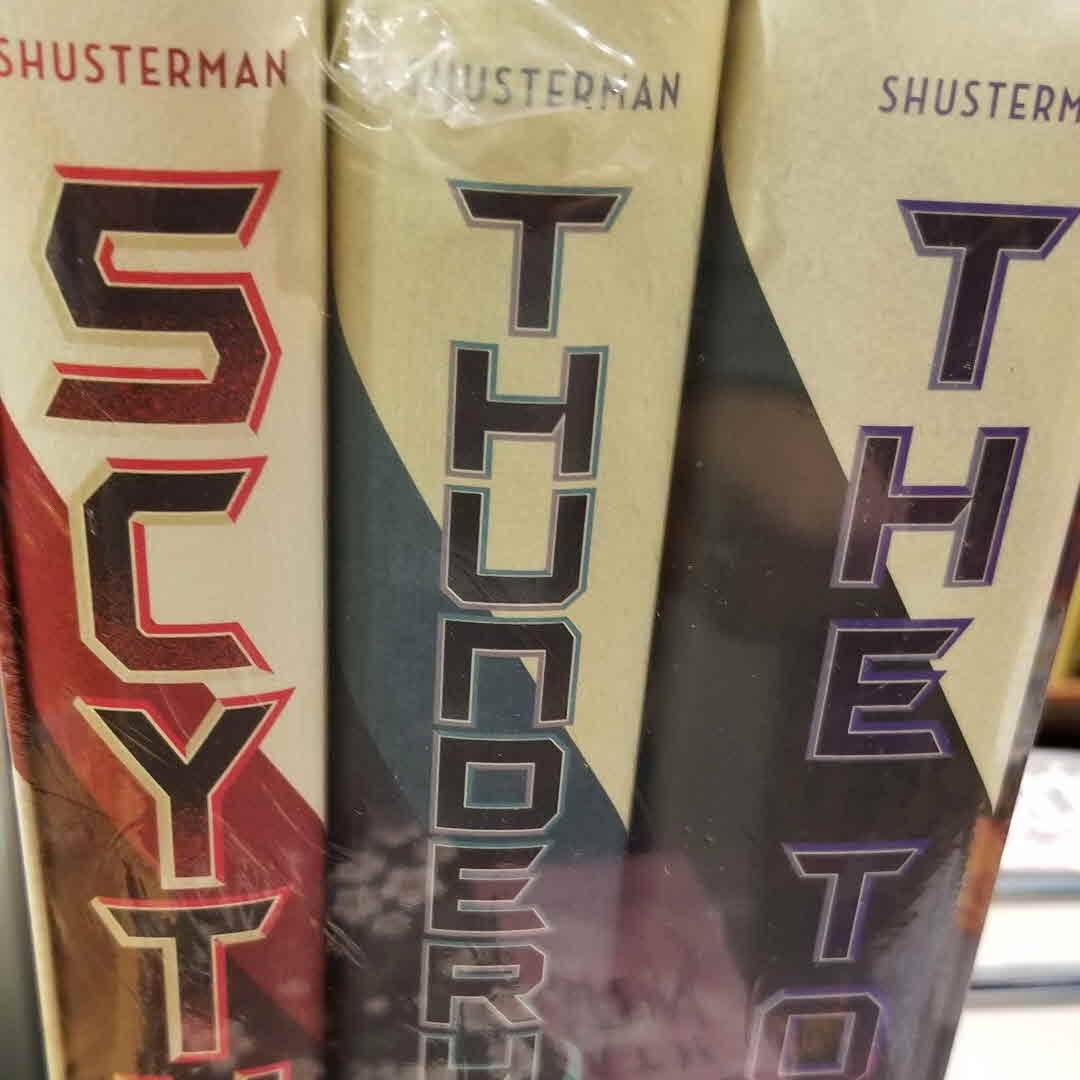 SHUSTERMAN
SCYT
SHUSTERMAN
THUNDER
SHUSTERM
THE TO